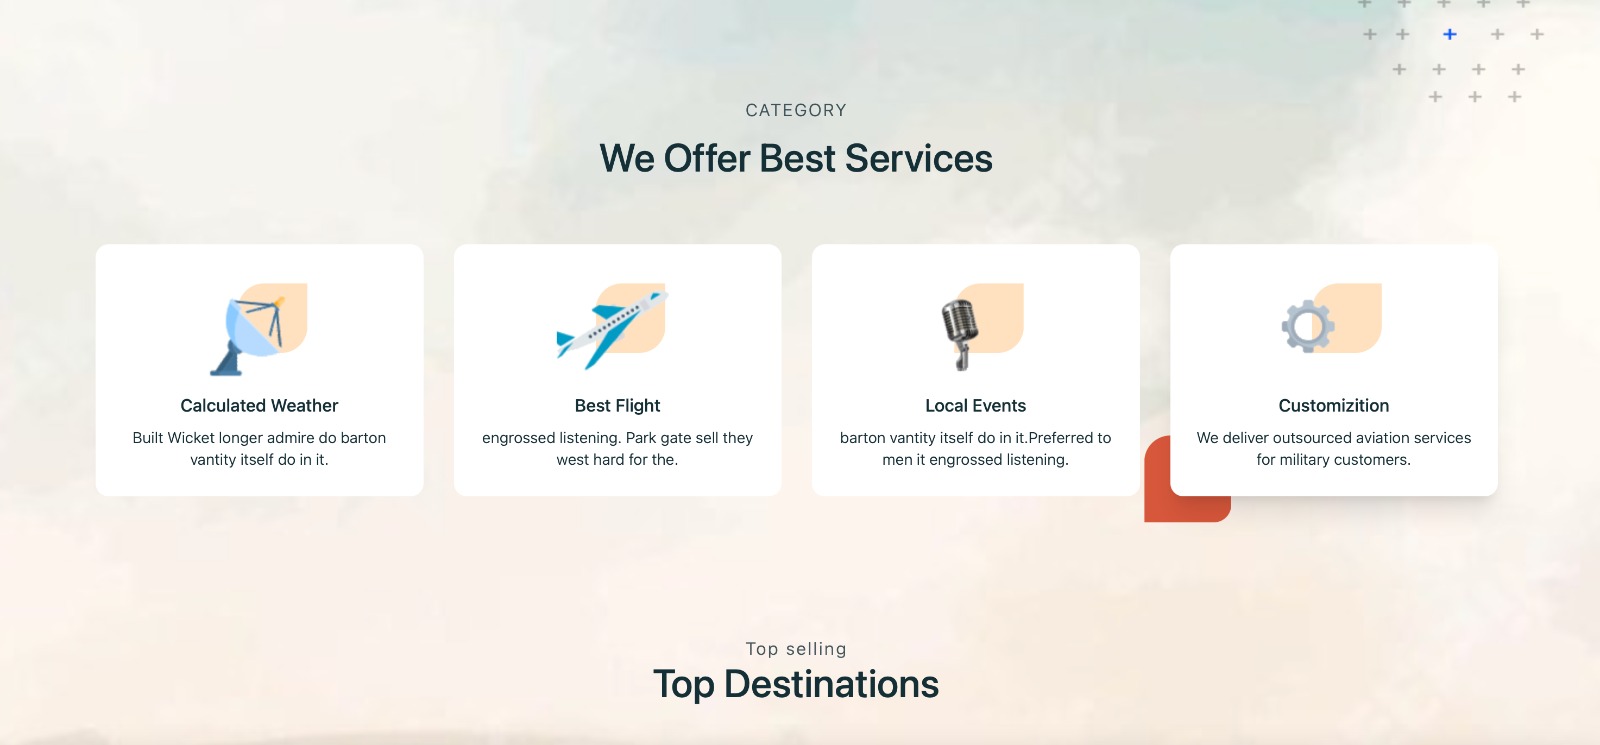 CATEGORY
We Offer Best Services
Calculated Weather
Built Wicket longer admire do barton
vantity itself do in it.
Best Flight
engrossed listening. Park gate sell they
west hard for the.
Local Events
barton vantity itself do in it.Preferred to
men it engrossed listening.
Customizition
We deliver outsourced aviation services
for military customers.
Top selling
Top Destinations